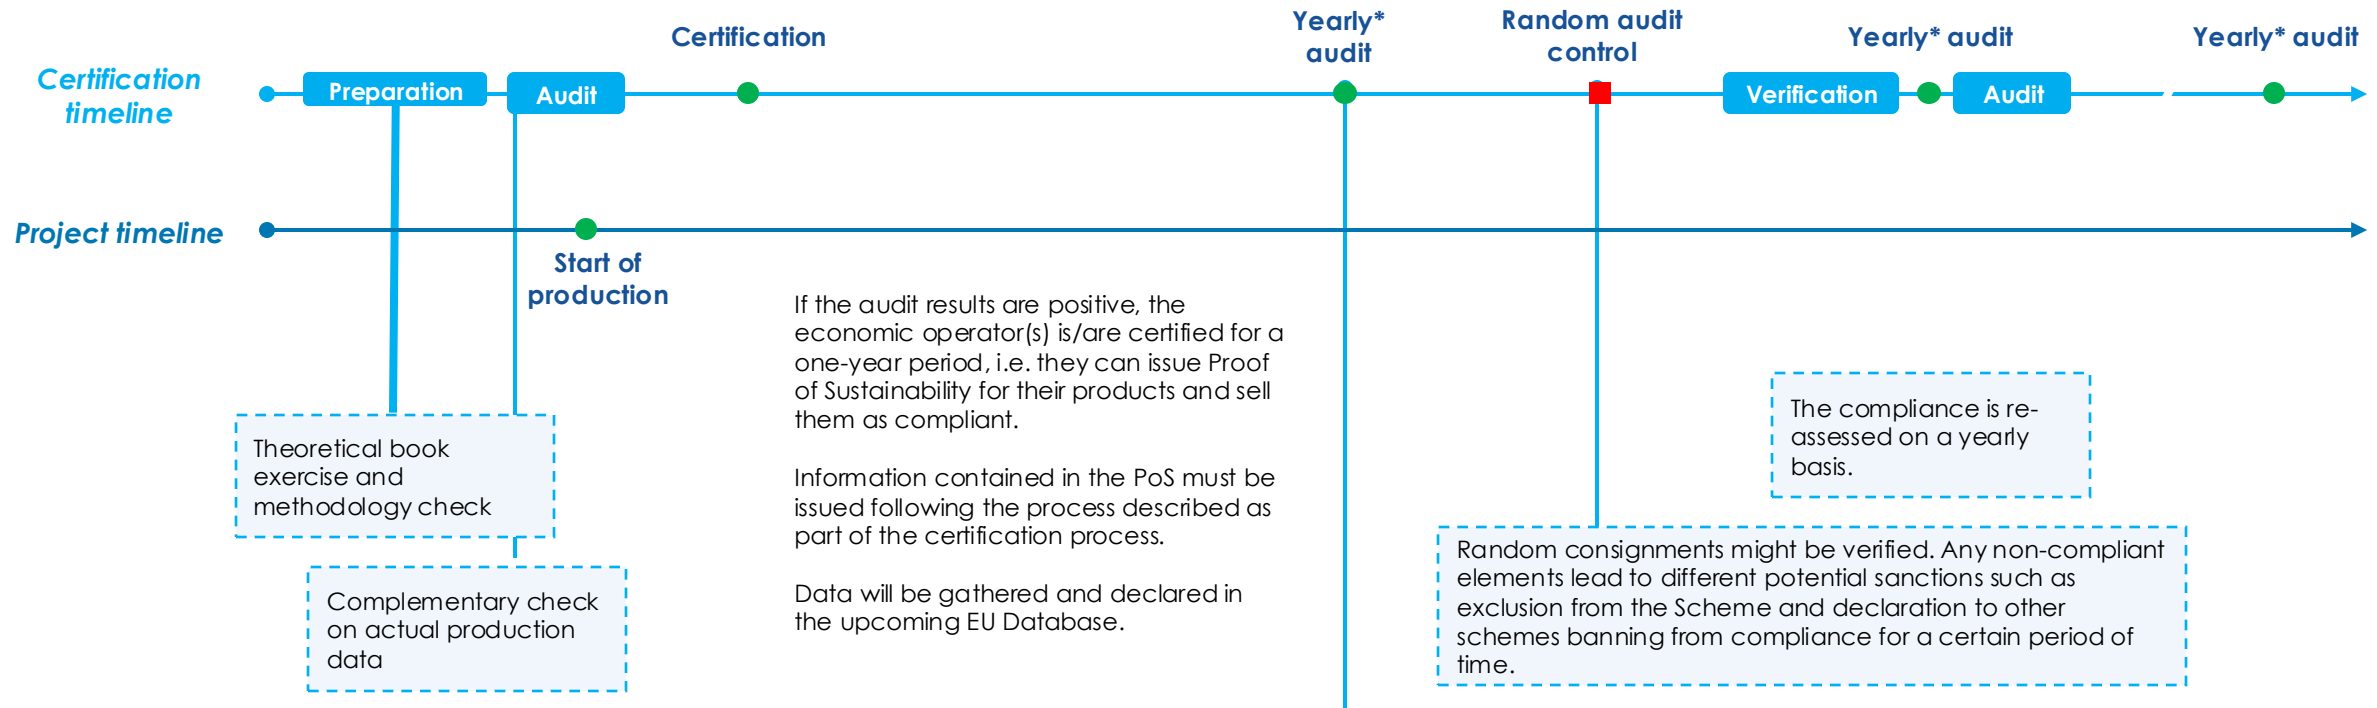 Certification
timeline
Preparation
Audit
Certification
Yearly*
audit
Random audit
control
Verification
Yearly* audit
Audit
Yearly* audit
Project timeline
Start of
production
Theoretical book
exercise and
methodology check
Complementary check
on actual production
data
If the audit results are positive, the
economic operator(s) is/are certified for a
one-year period, i.e. they can issue Proof
of Sustainability for their products and sell
them as compliant.
Information contained in the PoS must be
issued following the process described as
part of the certification process.
Data will be gathered and declared in
the upcoming EU Database.
The compliance is re-
assessed on a yearly
basis.
Random consignments might be verified. Any non-compliant
elements lead to different potential sanctions such as
exclusion from the Scheme and declaration to other
schemes banning from compliance for a certain period of
time.